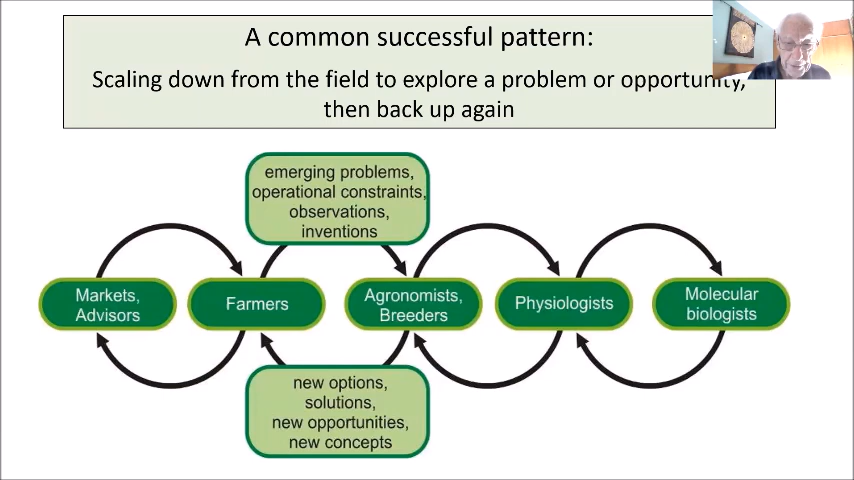 A common successful pattern:
Scaling down from the field to explore a problem or opportunity,
then back up again
emerging problems,
operational constraints,
observations,
inventions
Markets,
Advisors
Farmers
Agronomists,
Breeders
Physiologists
Molecular
biologists
new options,
solutions,
new opportunities,
new concepts